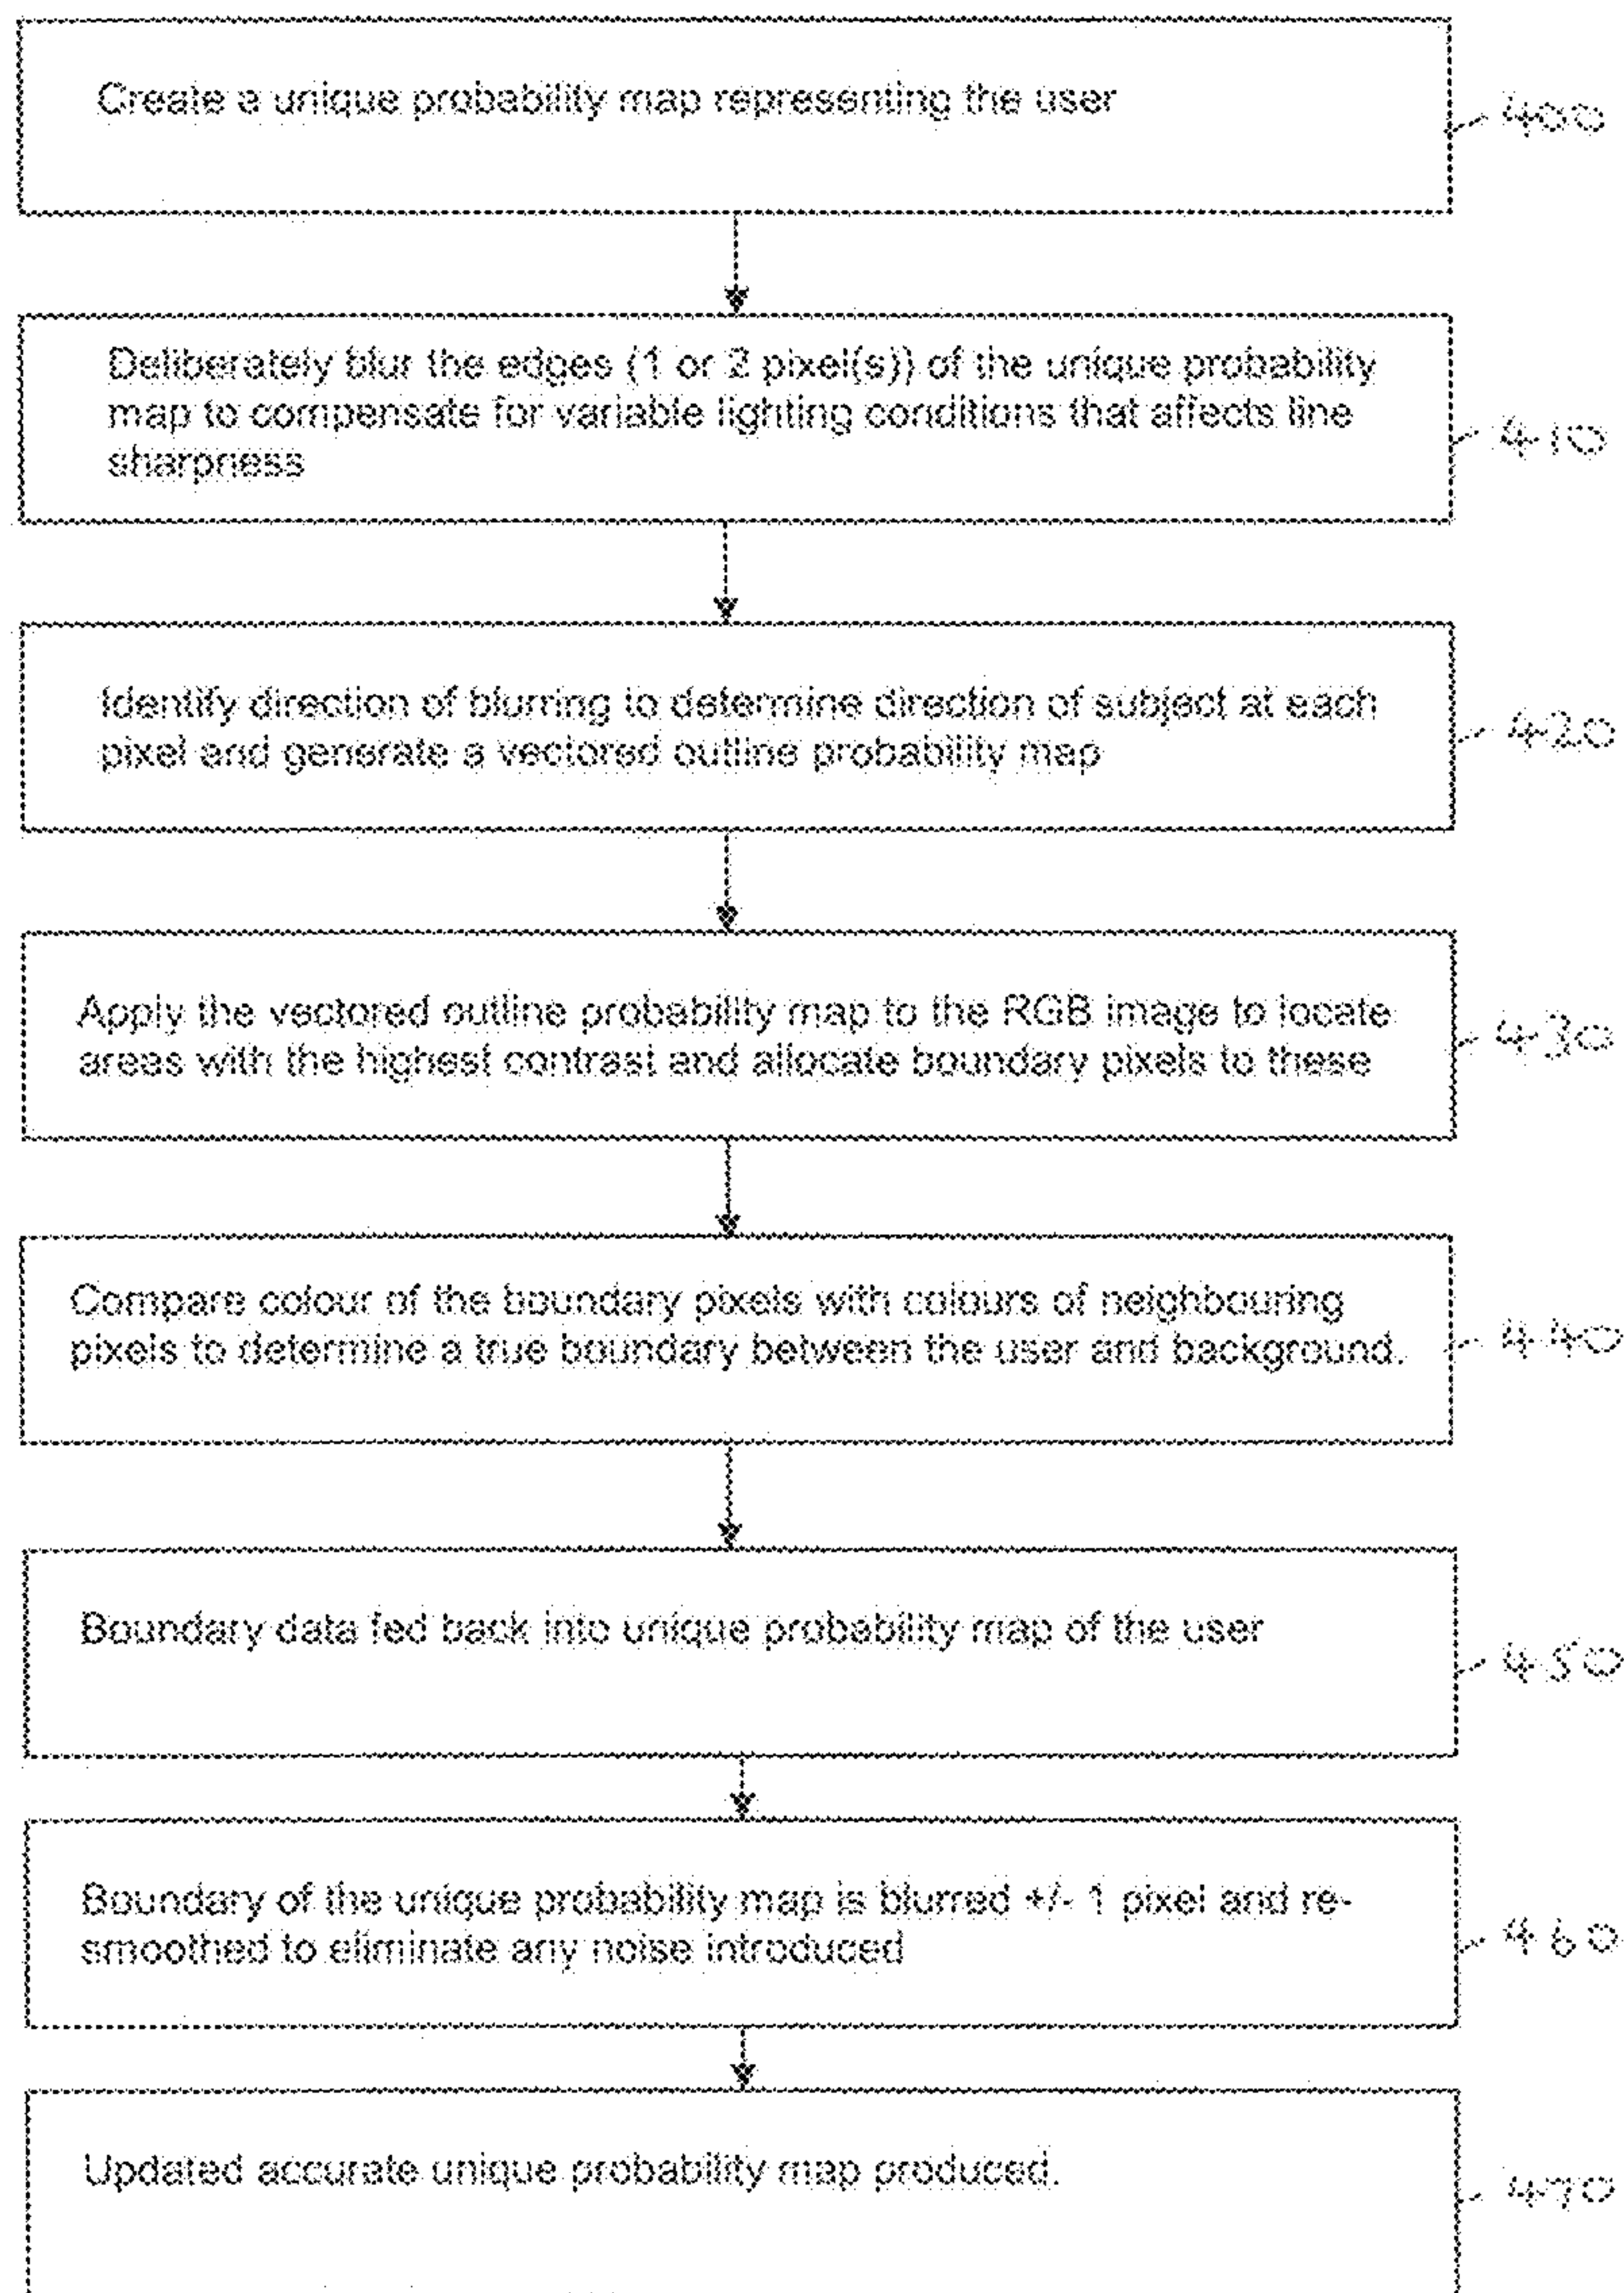 Create a unique probability map representing the user
400
Deliberately blur the edges (1 or 2 pixel(s)) of the unique probability
map to compensate for variable lighting conditions that affects line
sharpness
410
Identify direction of blurring to determine direction of subject at each
pixel and generate a vectored outline probability map
420
Apply the vectored outline probability map to the RGB image to locate
areas with the highest contrast and allocate boundary pixels to these
430
Compare colour of the boundary pixels with colours of neighbouring
pixels to determine a true boundary between the user and background.
440
Boundary data fed back into unique probability map of the user
450
Boundary of the unique probability map is blurred +/- 1 pixel and re-
smoothed to eliminate any noise introduced
460
Updated accurate unique probability map produced.
470